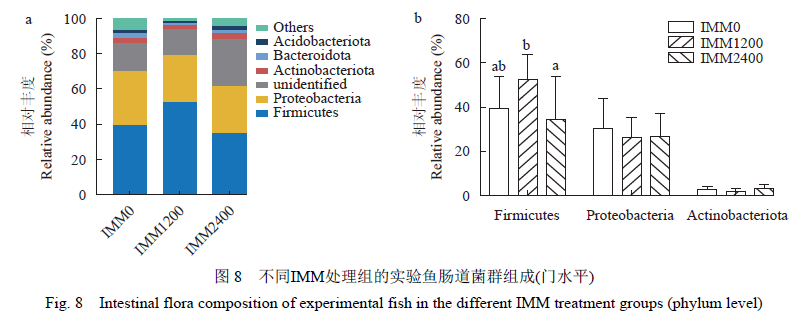 a
相对丰度
Relative abundance (%)
100
80
60
40
20
0
IMM0
IMM1200
IMM2400
Others
Acidobacteriota
Bacteroidota
Actinobacteriota
unidentified
Proteobacteria
Firmicutes
b
相对丰度
Relative abundance (%)
80
60
40
20
0
ab
b
a
IMM0
IMM1200
IMM2400
Firmicutes
Proteobacteria
Actinobacteriota
图 8 不同IMM处理组的实验鱼肠道菌群组成(门水平)
Fig. 8 Intestinal flora composition of experimental fish in the different IMM treatment groups (phylum level)